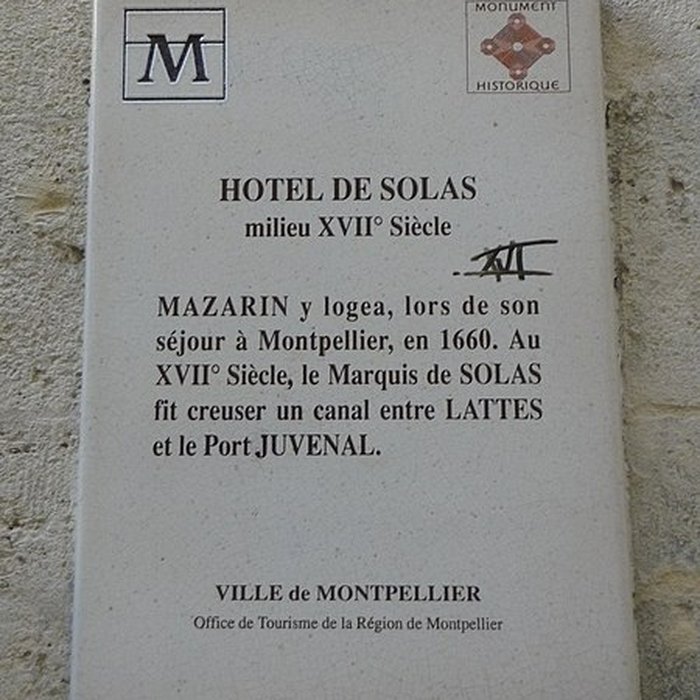 M
MONUMENT
HISTORIQUE
HOTEL DE SOLAS
milieu XVII° Siècle
XVI
MAZARIN y logea, lors de son
séjour à Montpellier, en 1660. Au
XVII° Siècle, le Marquis de SOLAS
fit creuser un canal entre LATTES
et le Port JUVENAL.
VILLE de MONTPELLIER
Office de Tourisme de la Région de Montpellier